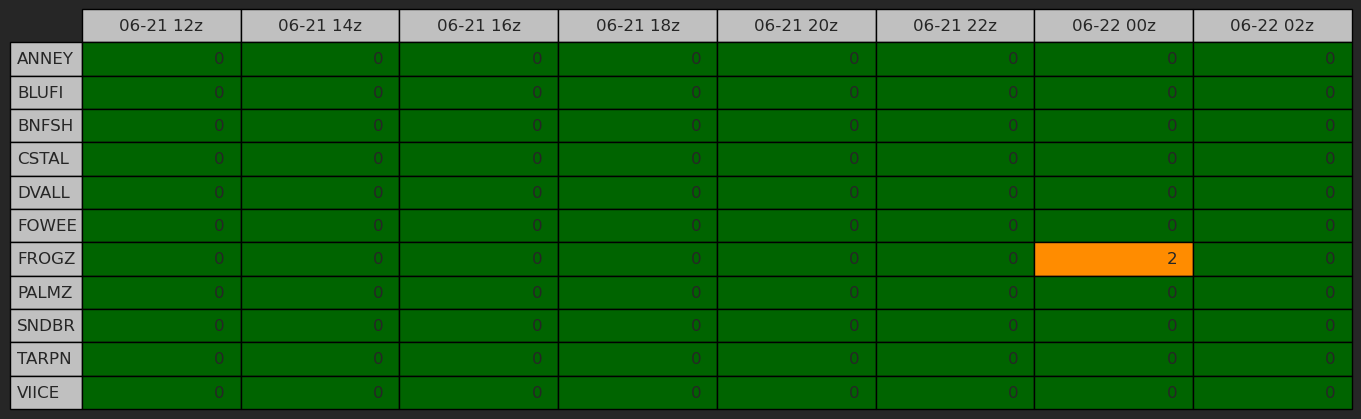 06-21 12z 06-21 14z 06-21 16z 06-21 18z 06-21 20z 06-21 22z 06-22 00z 06-22 02z
ANNEY 0 0 0 0 0 0 0 0
BLUFI 0 0 0 0 0 0 0 0
BNFSH 0 0 0 0 0 0 0 0
CSTAL 0 0 0 0 0 0 0 0
DVALL 0 0 0 0 0 0 0 0
FOWEE 0 0 0 0 0 0 0 0
FROGZ 0 0 0 0 0 0 2 0
PALMZ 0 0 0 0 0 0 0 0
SNDBR 0 0 0 0 0 0 0 0
TARPN 0 0 0 0 0 0 0 0
VIICE 0 0 0 0 0 0 0 0